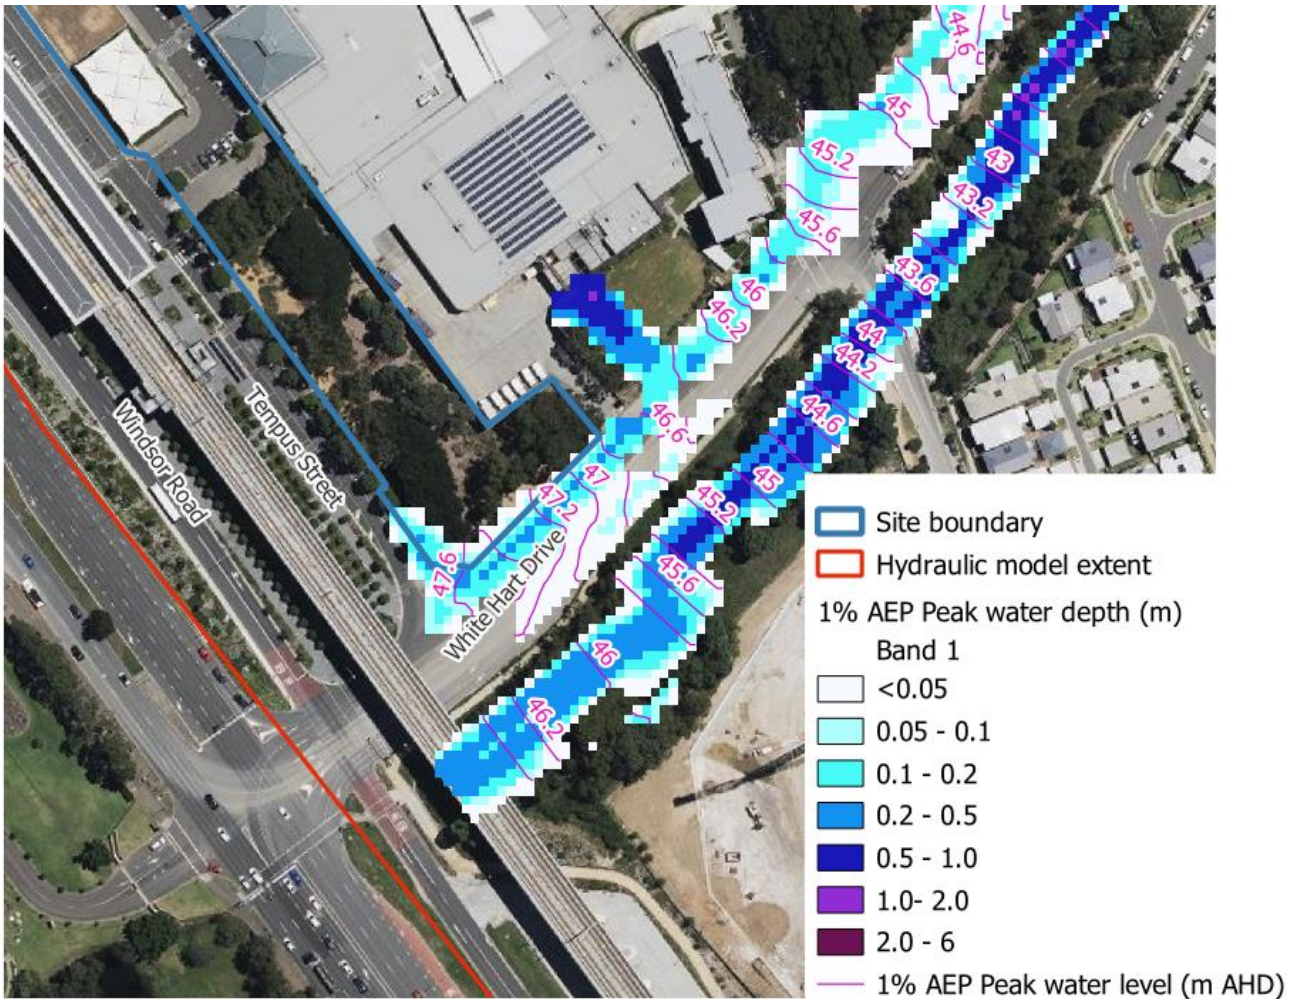 44.6
45
45.2
43
43.2
45.6
43.6
46
46.2
44
44.2
Tempus Street
Windsor Road
44.6
46.6
47
45
47.2
45.2
47.6
45.6
White Hart Drive
46
46.2
Site boundary
Hydraulic model extent
1% AEP Peak water depth (m)
Band 1
<0.05
0.05 - 0.1
0.1 - 0.2
0.2 - 0.5
0.5 - 1.0
1.0- 2.0
2.0 - 6
1% AEP Peak water level (m AHD)